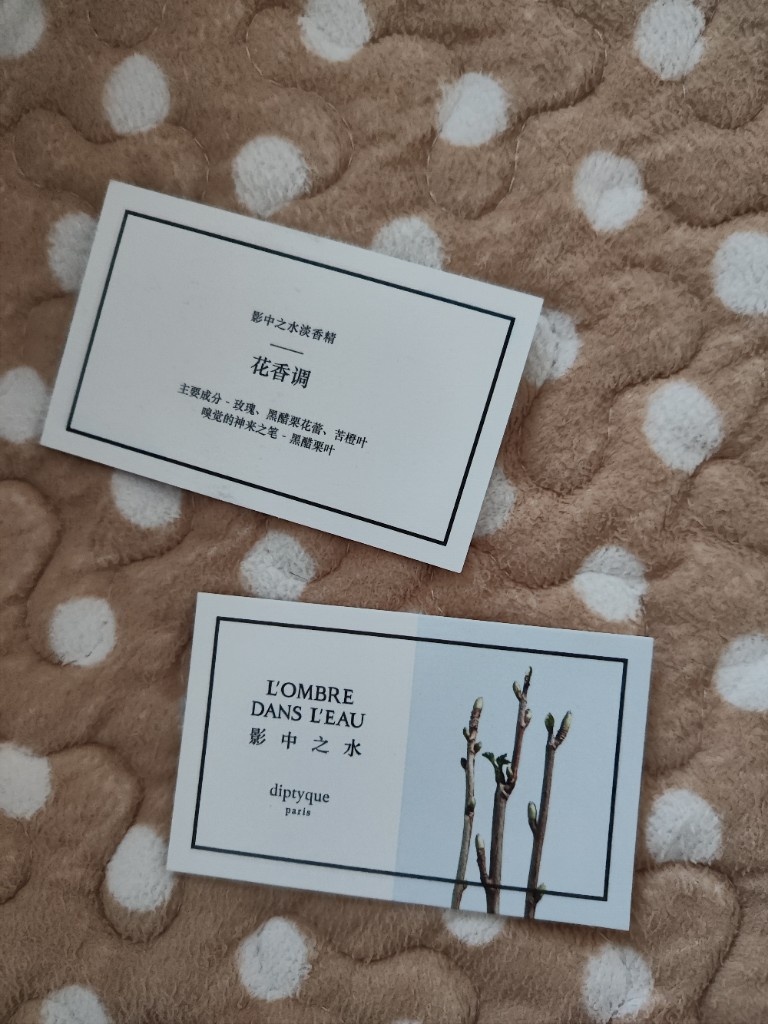 影中之水淡香精
花香调
主要成分 - 玫瑰、黑醋栗花蕾、苦橙叶
嗅觉的神来之笔 - 黑醋栗叶
L'OMBRE
DANS L'EAU
影中之水
diptyque
paris